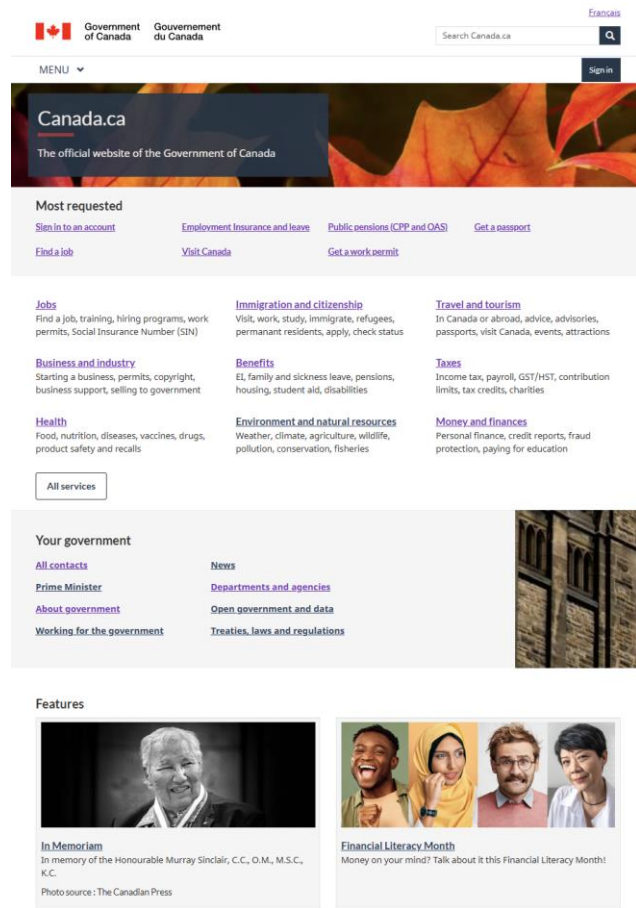 Français
Government
of Canada
Gouvernement
du Canada
Search Canada.ca
MENU
Sign in
Canada.ca
The official website of the Government of Canada
Most requested
Sign in to an account
Employment Insurance and leave
Public pensions (CPP and OAS)
Get a passport
Find a job
Visit Canada
Get a work permit
Jobs
Find a job, training, hiring programs, work
permits, Social Insurance Number (SIN)
Immigration and citizenship
Visit, work, study, immigrate, refugees,
permanant residents, apply, check status
Travel and tourism
In Canada or abroad, advice, advisories,
passports, visit Canada, events, attractions
Business and industry
Starting a business, permits, copyright,
business support, selling to government
Benefits
EI, family and sickness leave, pensions,
housing, student aid, disabilities
Taxes
Income tax, payroll, GST/HST, contribution
limits, tax credits, charities
Health
Food, nutrition, diseases, vaccines, drugs,
product safety and recalls
Environment and natural resources
Weather, climate, agriculture, wildlife,
pollution, conservation, fisheries
Money and finances
Personal finance, credit reports, fraud
protection, paying for education
All services
Your government
All contacts
News
Prime Minister
Departments and agencies
About government
Open government and data
Working for the government
Treaties, laws and regulations
Features
In Memoriam
In memory of the Honourable Murray Sinclair, C.C., O.M., M.S.C.,
K.C.
Photo source : The Canadian Press
Financial Literacy Month
Money on your mind? Talk about it this Financial Literacy Month!